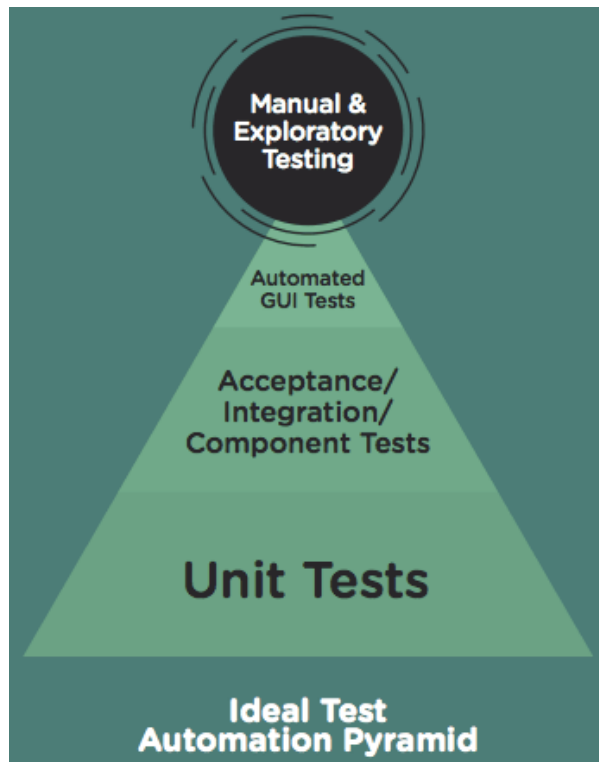 Manual &
Exploratory
Testing
Automated
GUI Tests
Acceptance/
Integration/
Component Tests
Unit Tests
Ideal Test
Automation Pyramid